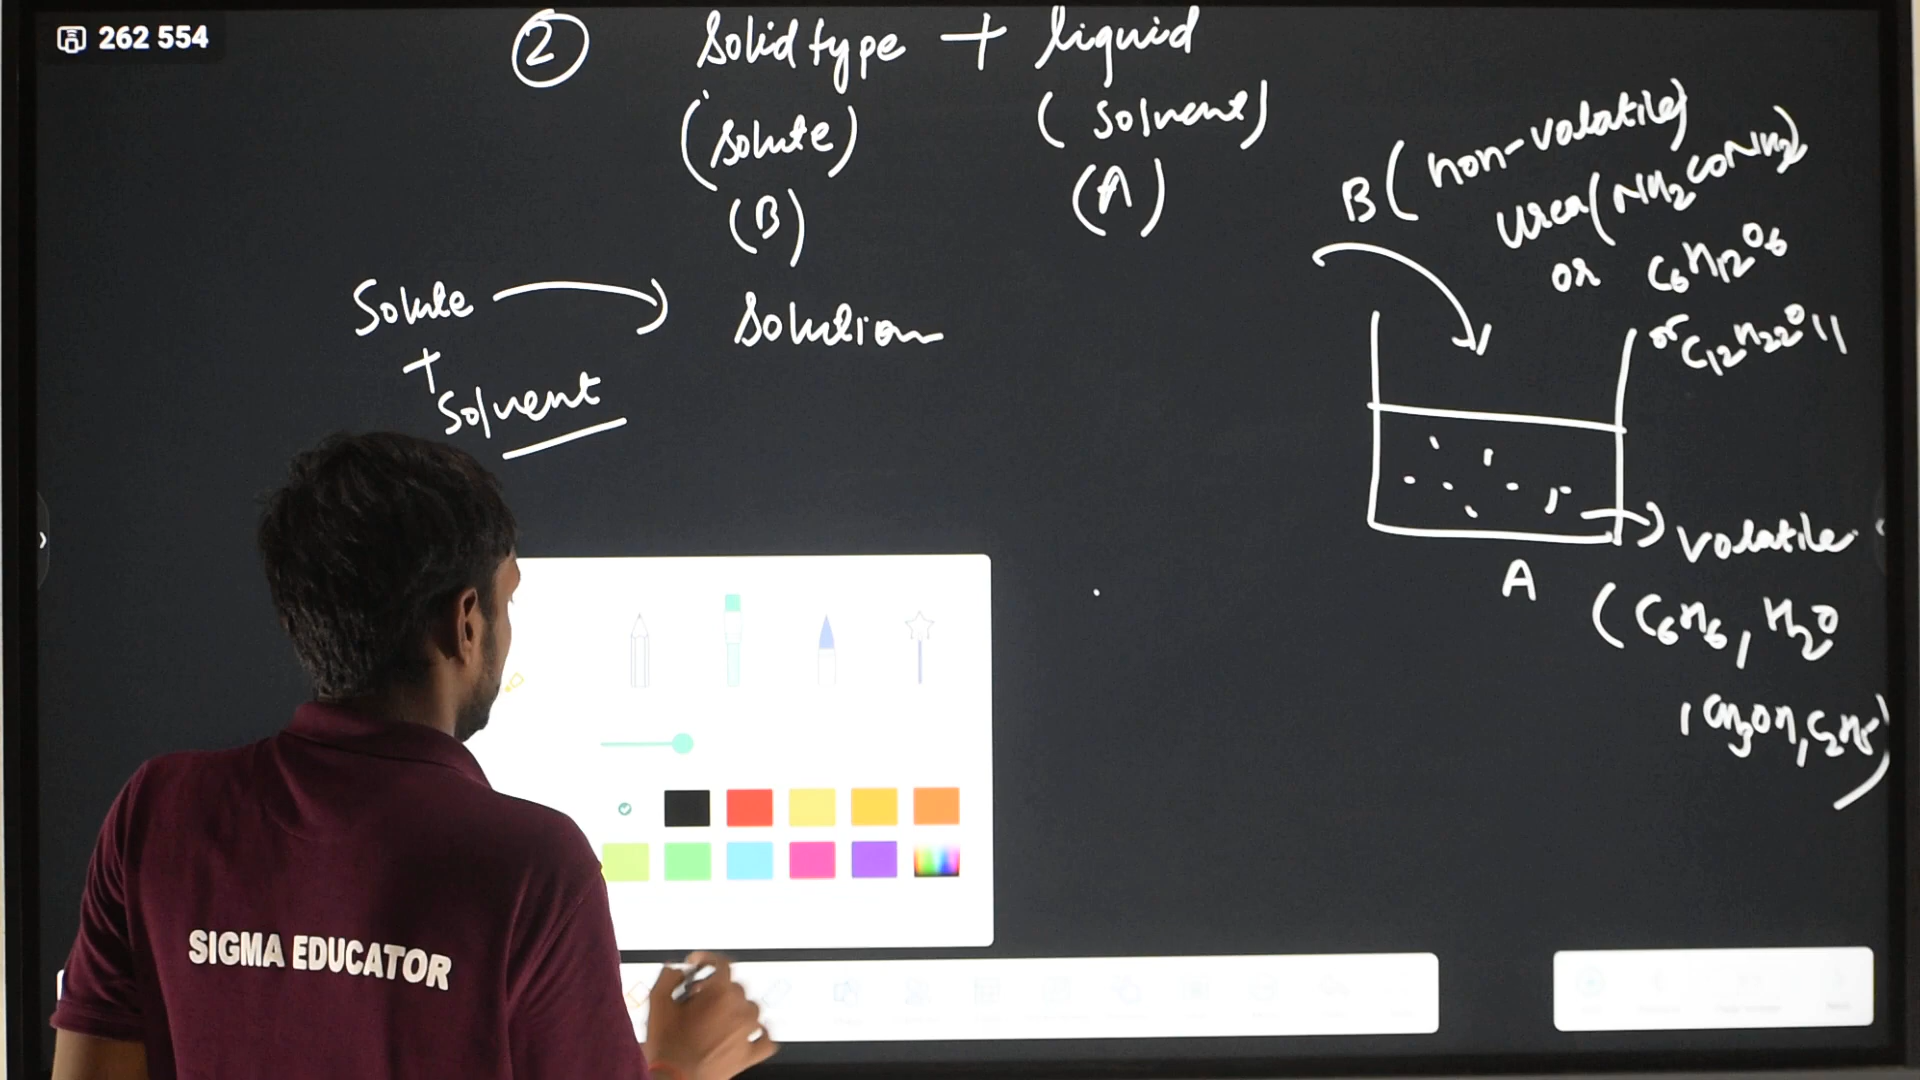 262 554
② Solid type + liquid
(Solute) (Solvent)
(B) (A)
Solute → Solution
+
Solvent
B (non-volatile)
Urea (NH2CONH2)
or C6H12O6
or C12H22O11
→ volatile
A
(C6H6, H2O
, CH3OH, C2H5)
SIGMA EDUCATOR